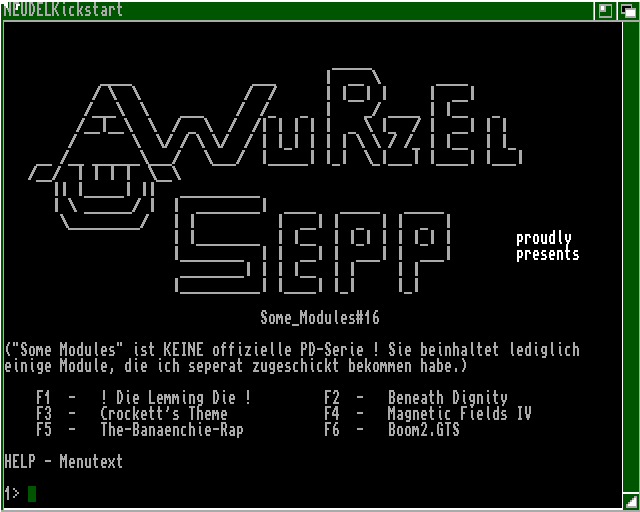 NEUDELKickstart
AWURZEL
SEPP
proudly
presents
Some_Modules#16
("Some Modules" ist KEINE offizielle PD-Serie ! Sie beinhaltet lediglich
einige Module, die ich seperat zugeschickt bekommen habe.)
F1 - ! Die Lemming Die ! F2 - Beneath Dignity
F3 - Crockett's Theme F4 - Magnetic Fields IV
F5 - The-Banaenchie-Rap F6 - Boom2.GTS
HELP - Menutext
1>